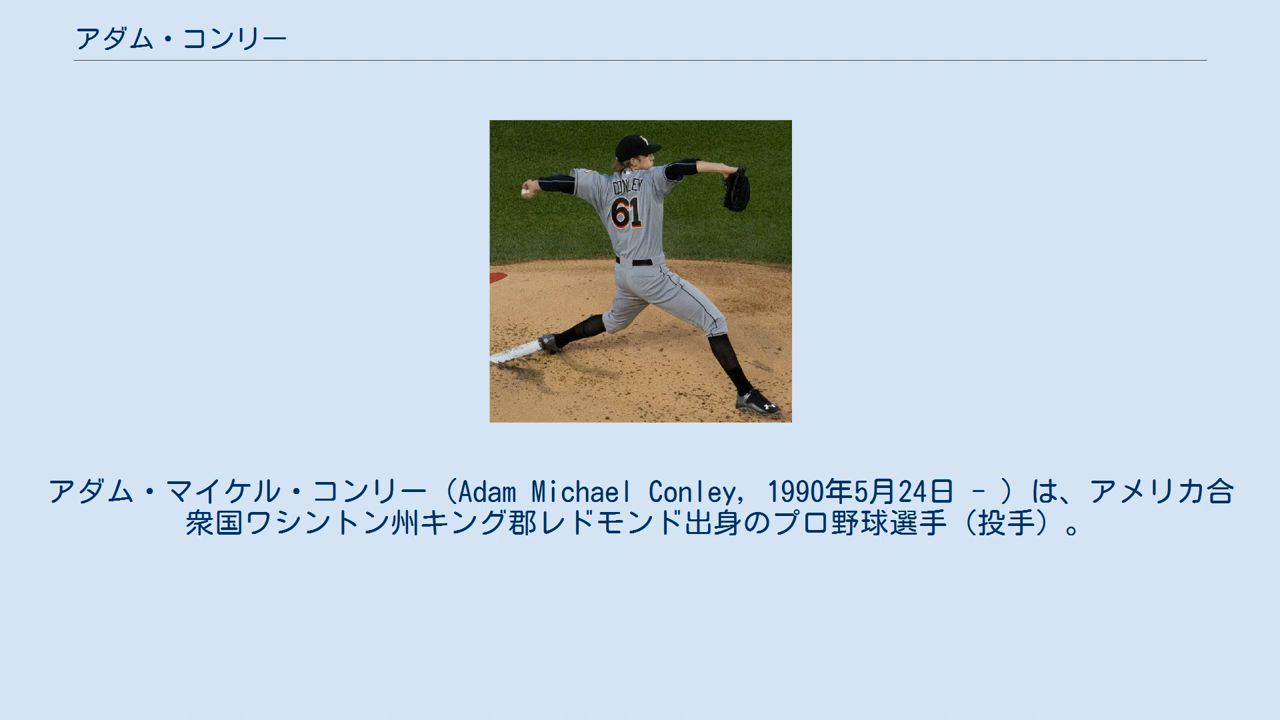 アダム・コンリー
CONLEY
61
アダム・マイケル・コンリー（Adam Michael Conley, 1990年5月24日 - ）は、アメリカ合
衆国ワシントン州キング郡レドモンド出身のプロ野球選手（投手）。